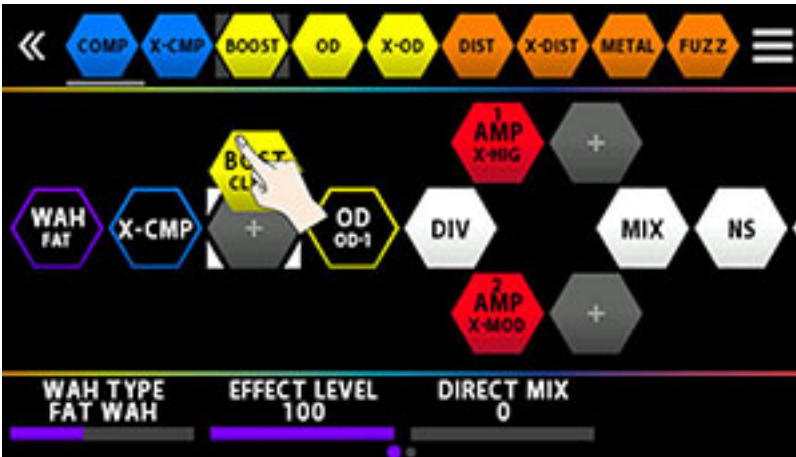 COMP X-CMP BOOST OD X-OD DIST X-DIST METAL FUZZ
1
AMP
X-HIG
+
WAH
FAT
X-CMP
+
OD
OD-1
DIV
MIX
NS
2
AMP
X-MOD
+
WAH TYPE
FAT WAH
EFFECT LEVEL
100
DIRECT MIX
0